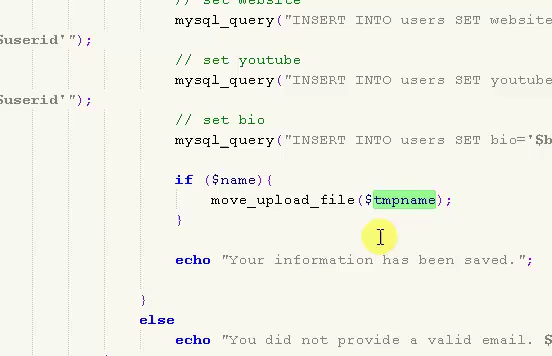 // set website
mysql_query("INSERT INTO users SET website
$userid'");
// set youtube
mysql_query("INSERT INTO users SET youtube
$userid'");
// set bio
mysql_query("INSERT INTO users SET bio='$b
if ($name){
move_upload_file($tmpname);
}
echo "Your information has been saved.";
}
else
echo "You did not provide a valid email. $